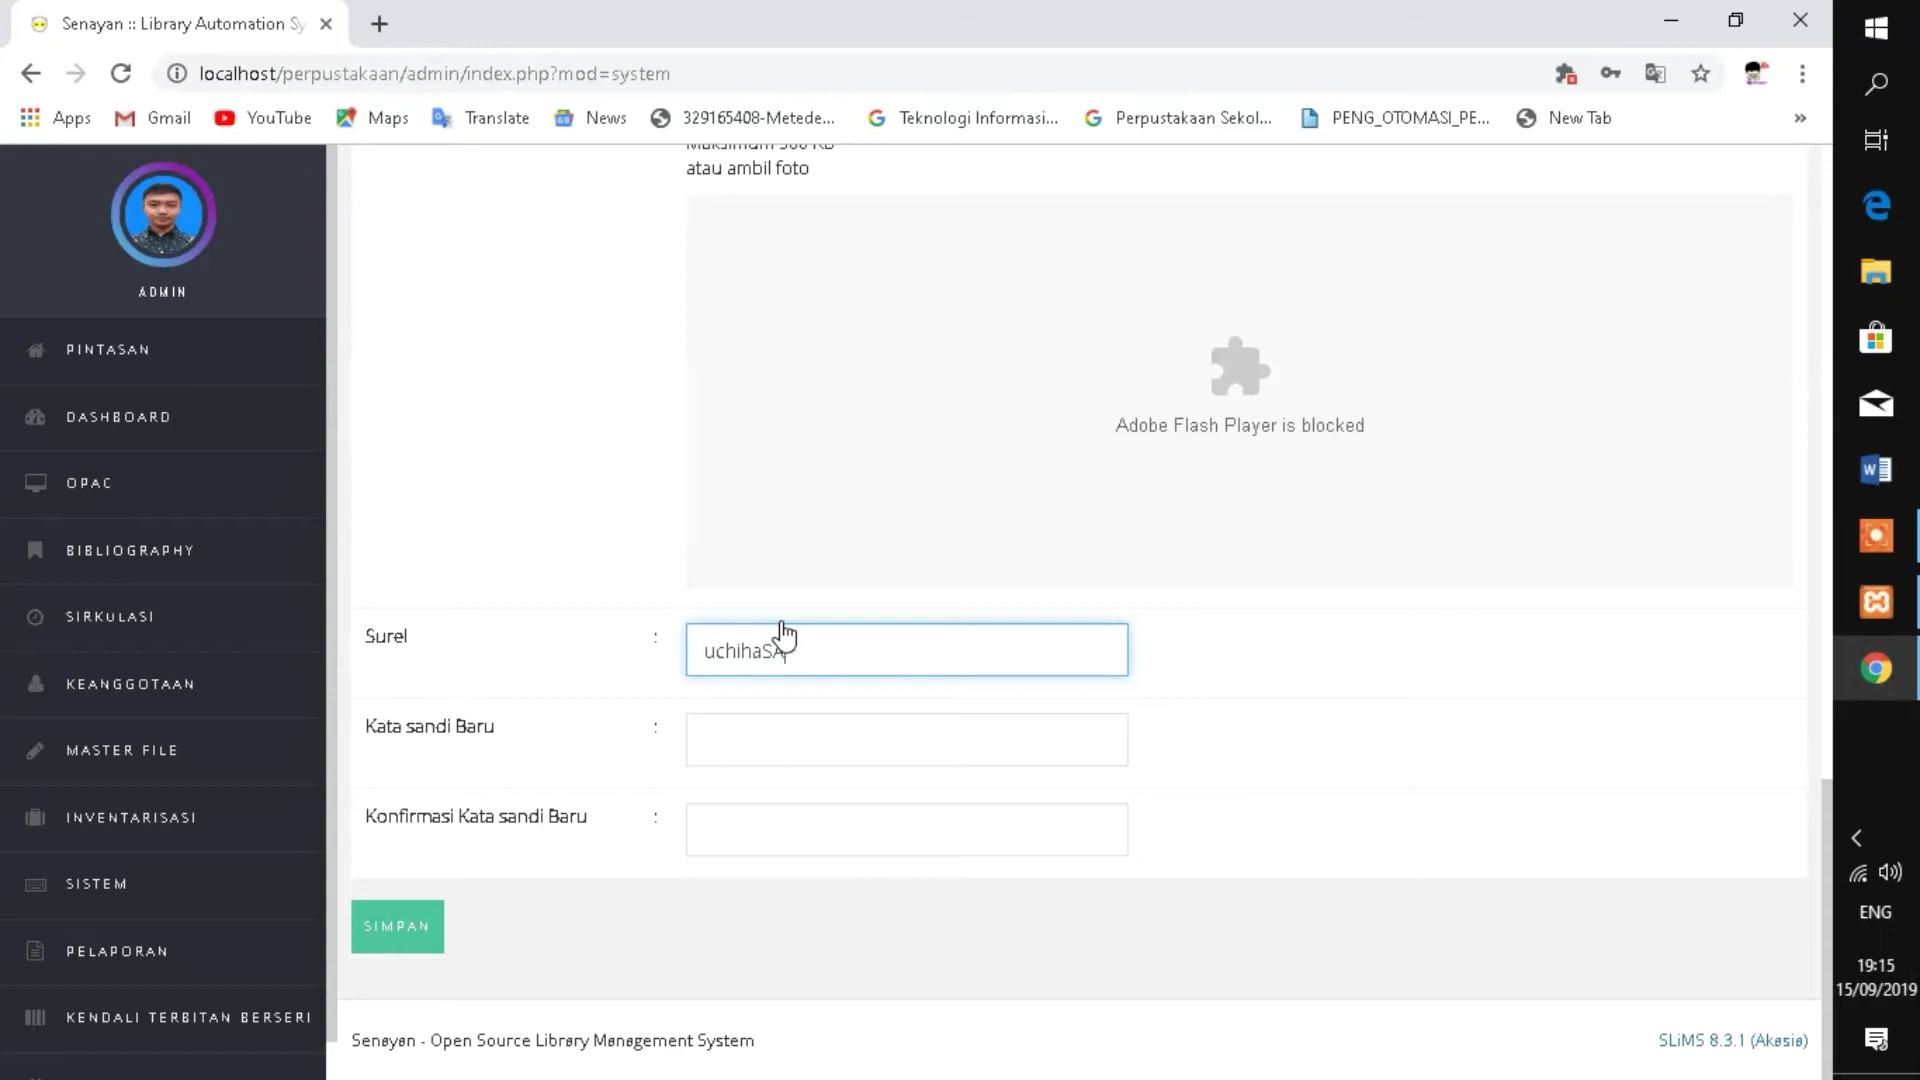 Senayan :: Library Automation Sy
localhost/perpustakaan/admin/index.php?mod=system
Apps
Gmail
YouTube
Maps
Translate
News
329165408-Metede...
Teknologi Informasi...
Perpustakaan Sekol...
PENG_OTOMASI_PE...
New Tab
»
ADMIN
PINTASAN
DASHBOARD
OPAC
BIBLIOGRAPHY
SIRKULASI
KEANGGOTAAN
MASTER FILE
INVENTARISASI
SISTEM
PELAPORAN
KENDALI TERBITAN BERSERI
Maksimum 500 KB
atau ambil foto
Adobe Flash Player is blocked
Surel :
uchihaSA
Kata sandi Baru :
Konfirmasi Kata sandi Baru :
SIMPAN
Senayan - Open Source Library Management System
SLiMS 8.3.1 (Akasia)
ENG
19:15
15/09/2019